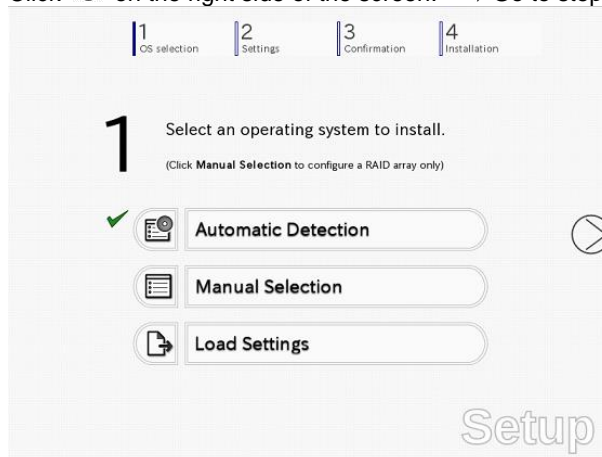 1 2 3 4
OS selection Settings Confirmation Installation
1 Select an operating system to install.
(Click Manual Selection to configure a RAID array only)
Automatic Detection
Manual Selection
Load Settings
Setup